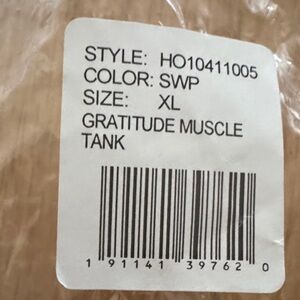 STYLE: HO10411005
COLOR: SWP
SIZE: XL
GRATITUDE MUSCLE
TANK
1 91141 39762 0